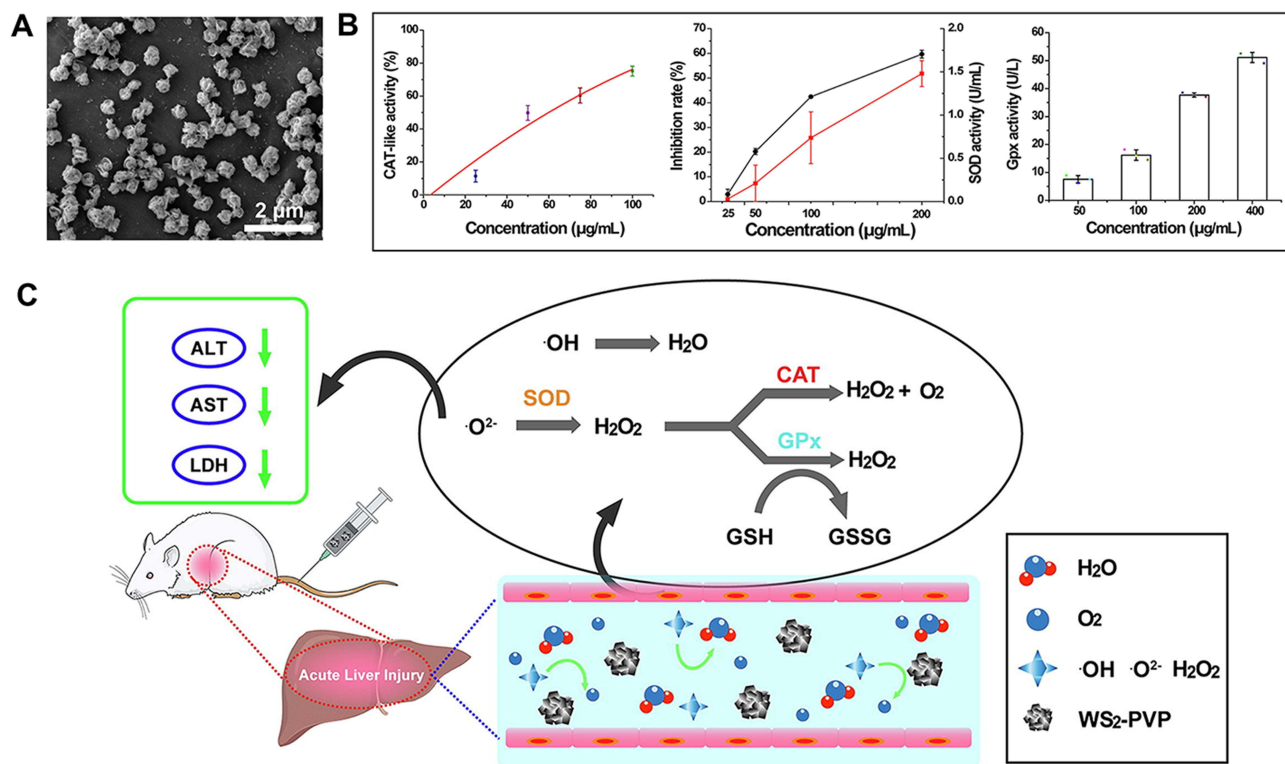 A
2 μm
B
CAT-like activity (%)
100
80
60
40
20
0
0 20 40 60 80 100
Concentration (μg/mL)
Inhibition rate (%)
70
60
50
40
30
20
10
0
25 50 100 200
Concentration (μg/mL)
2.0
1.5
1.0
0.5
0.0
SOD activity (U/mL)
Gpx activity (U/L)
60
50
40
30
20
10
0
50 100 200 400
Concentration (μg/mL)
C
ALT
AST
LDH
·OH H₂O
·O²⁻ SOD H₂O₂
CAT
H₂O₂ + O₂
GPx
H₂O₂
GSH GSSG
Acute Liver Injury
H₂O
O₂
·OH ·O²⁻ H₂O₂
WS₂-PVP